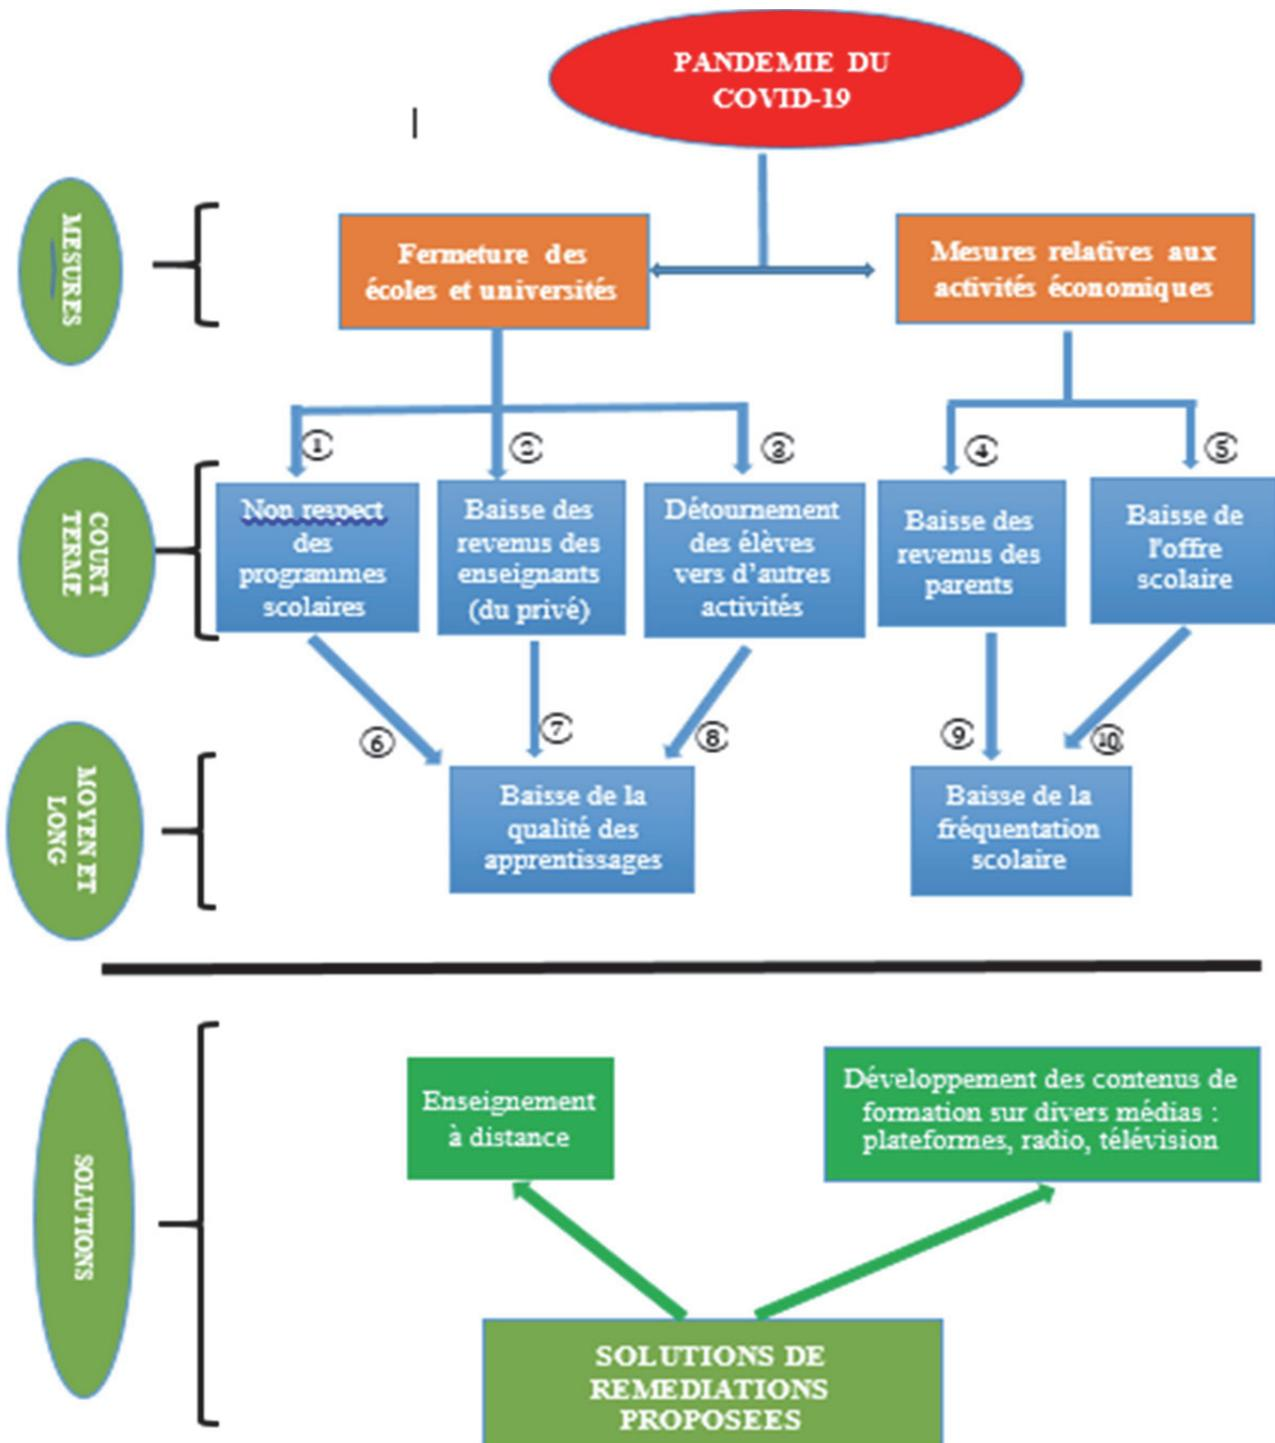 PANDEMIE DU
COVID-19
MESURES
Fermeture des
écoles et universités
Mesures relatives aux
activités économiques
①
②
③
④
⑤
COURT
TERME
Non respect
des
programmes
scolaires
Baisse des
revenus des
enseignants
(du privé)
Détournement
des élèves
vers d’autres
activités
Baisse des
revenus des
parents
Baisse de
l'offre
scolaire
⑥
⑦
⑧
⑨
⑩
MOYEN ET
LONG
Baisse de la
qualité des
apprentissages
Baisse de la
fréquentation
scolaire
SOLUTIONS
Enseignement
à distance
Développement des contenus de
formation sur divers médias :
plateformes, radio, télévision
SOLUTIONS DE
REMEDIATIONS
PROPOSEES